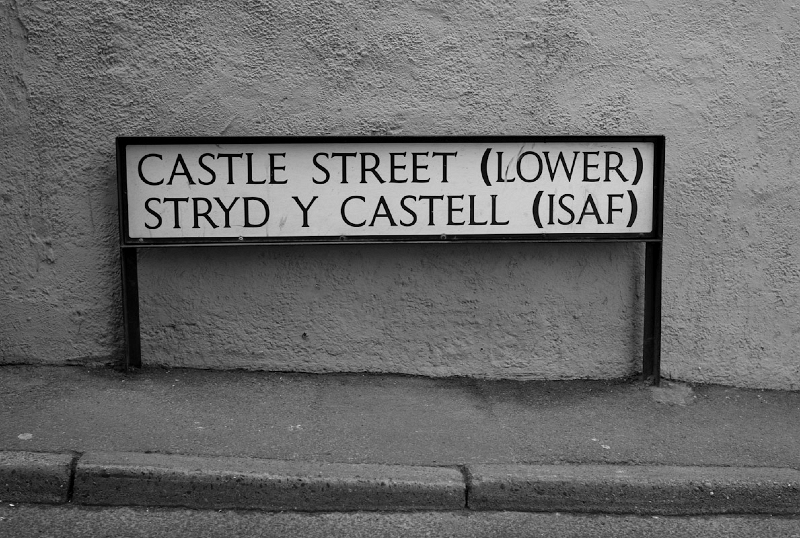 CASTLE STREET (LOWER)
STRYD Y CASTELL (ISAF)